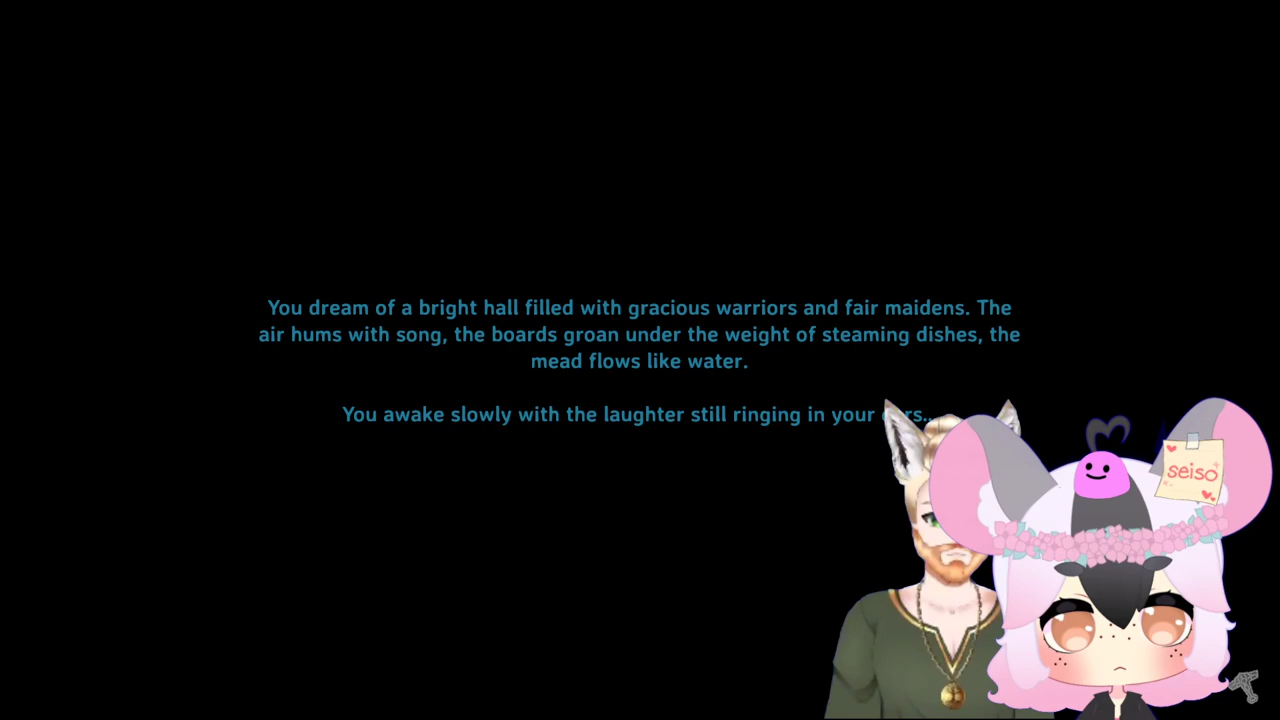 You dream of a bright hall filled with gracious warriors and fair maidens. The
air hums with song, the boards groan under the weight of steaming dishes, the
mead flows like water.
You awake slowly with the laughter still ringing in your
seiso